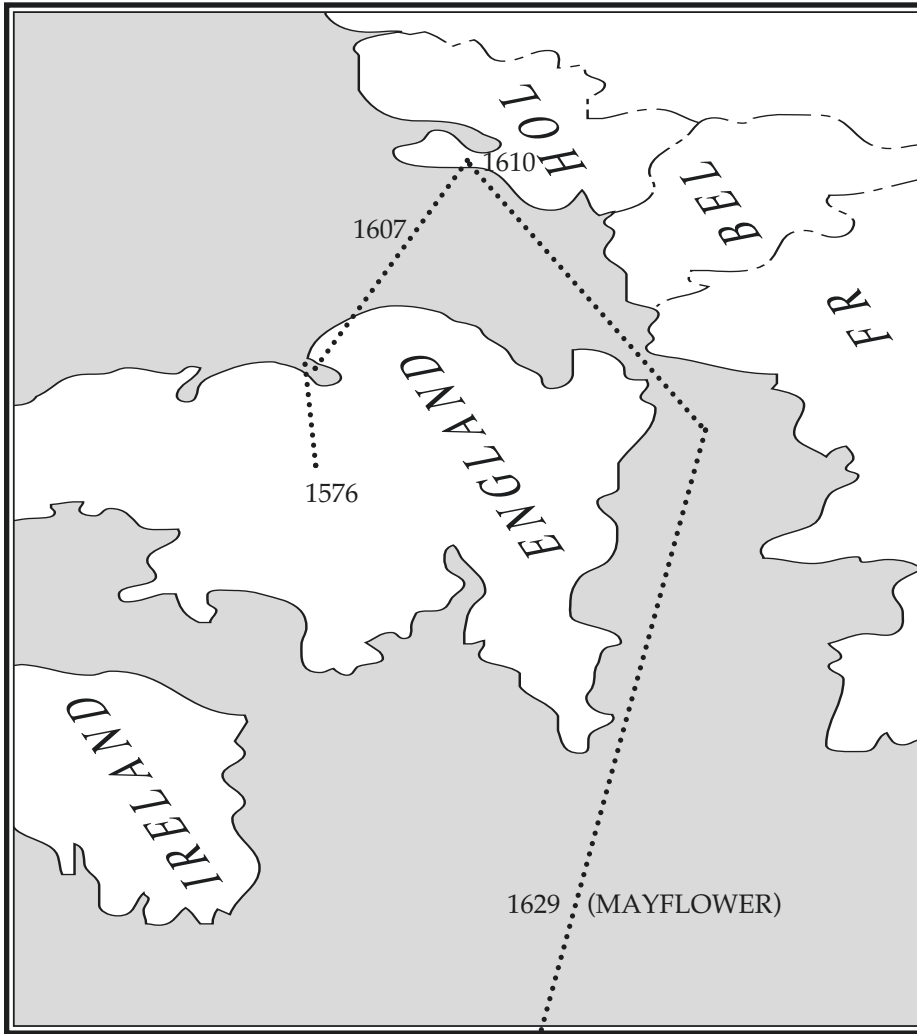 HOL
1610
BEL
1607
FR
ENGLAND
1576
IRELAND
1629 (MAYFLOWER)